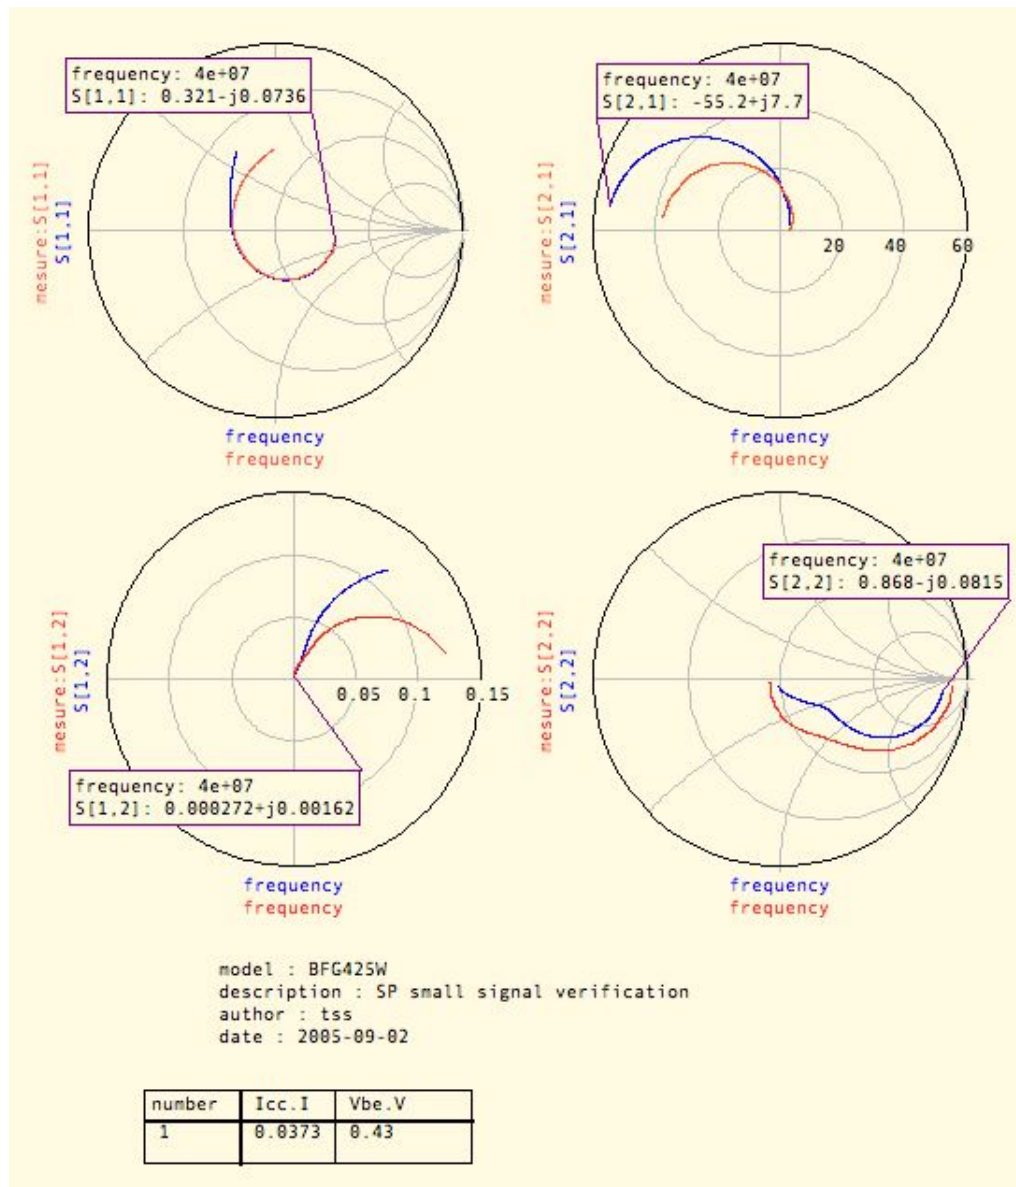 frequency: 4e+07
S[1,1]: 0.321-j0.0736
mesure:S[1,1]
S[1,1]
frequency
frequency
frequency: 4e+07
S[2,1]: -55.2+j7.7
mesure:S[2,1]
S[2,1]
20 40 60
frequency
frequency
mesure:S[1,2]
S[1,2]
0.05 0.1 0.15
frequency: 4e+07
S[1,2]: 0.000272+j0.00162
frequency
frequency
frequency: 4e+07
S[2,2]: 0.868-j0.0815
mesure:S[2,2]
S[2,2]
frequency
frequency
model : BFG425W
description : SP small signal verification
author : tss
date : 2005-09-02
number Icc.I Vbe.V
1 0.0373 0.43